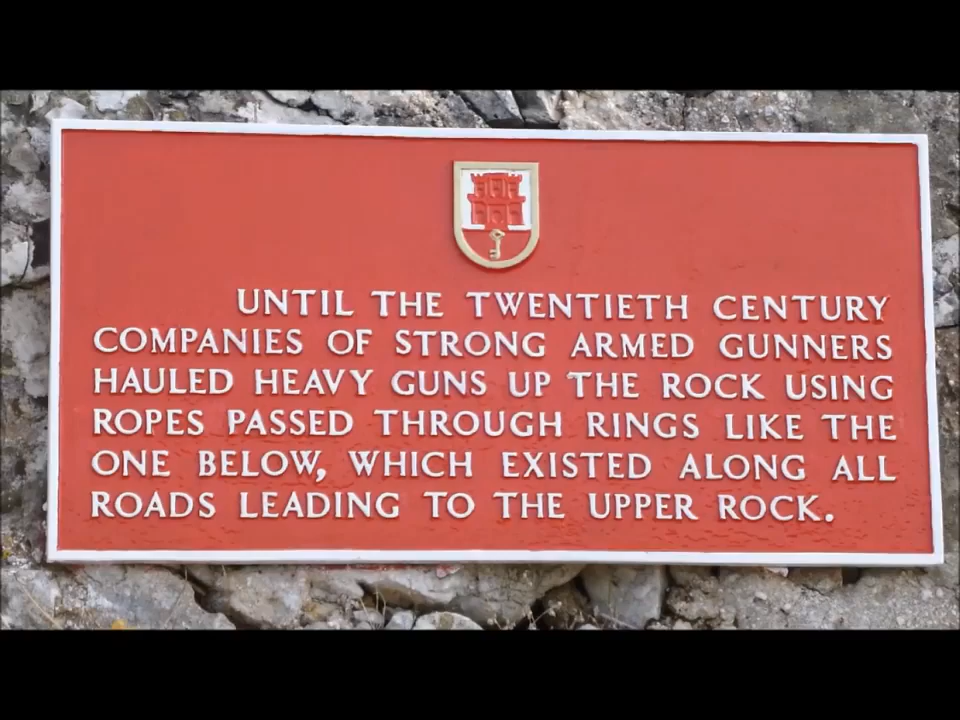 UNTIL THE TWENTIETH CENTURY
COMPANIES OF STRONG ARMED GUNNERS
HAULED HEAVY GUNS UP THE ROCK USING
ROPES PASSED THROUGH RINGS LIKE THE
ONE BELOW, WHICH EXISTED ALONG ALL
ROADS LEADING TO THE UPPER ROCK.